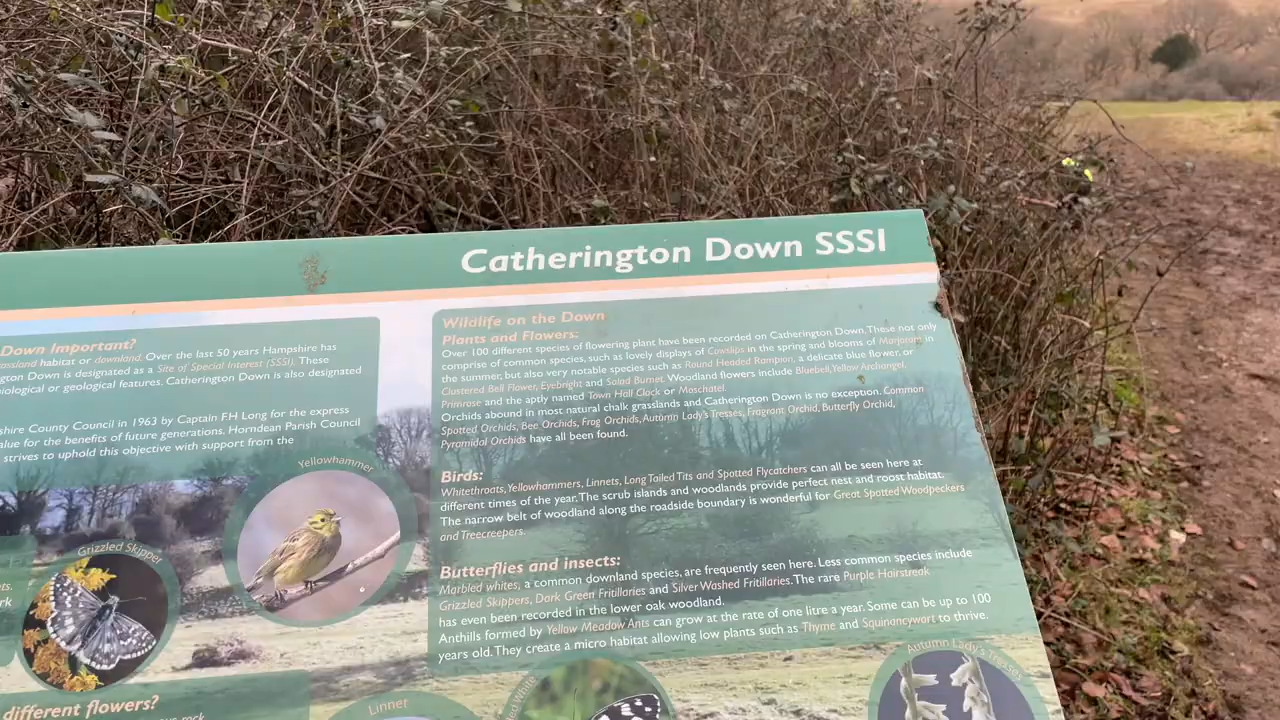 Catherington Down SSSI
Down Important?
habitat or downland. Over the last 50 years Hampshire has
Down is designated as a Site of Special Interest (SSSI). These
or geological features. Catherington Down is also designated
County Council in 1963 by Captain FH Long for the express
for the benefits of future generations. Horndean Parish Council
strives to uphold this objective with support from the
Yellowhammer
Grizzled Skipper
different flowers?
Linnet
Wildlife on the Down
Plants and Flowers:
Over 100 different species of flowering plant have been recorded on Catherington Down. These not only
comprise of common species, such as lovely displays of Cowslips in the spring and blooms of Marjoram in
the summer, but also very notable species such as Round Headed Rampion, a delicate blue flower, or
Clustered Bell Flower, Eyebright and Salad Burnet. Woodland flowers include Bluebell, Yellow Archangel,
Primrose and the aptly named Town Hall Clock or Moschatel.
Orchids abound in most natural chalk grasslands and Catherington Down is no exception. Common
Spotted Orchids, Bee Orchids, Frog Orchids, Autumn Lady's Tresses, Fragrant Orchid, Butterfly Orchid,
Pyramidal Orchids have all been found.
Birds:
Whitethroats, Yellowhammers, Linnets, Long Tailed Tits and Spotted Flycatchers can all be seen here at
different times of the year. The scrub islands and woodlands provide perfect nest and roost habitat.
The narrow belt of woodland along the roadside boundary is wonderful for Great Spotted Woodpeckers
and Treecreepers.
Butterflies and insects:
Marbled whites, a common downland species, are frequently seen here. Less common species include
Grizzled Skippers, Dark Green Fritillaries and Silver Washed Fritillaries. The rare Purple Hairstreak
has even been recorded in the lower oak woodland.
Anthills formed by Yellow Meadow Ants can grow at the rate of one litre a year. Some can be up to 100
years old. They create a micro habitat allowing low plants such as Thyme and Squinancywort to thrive.
Autumn Lady's Tresses